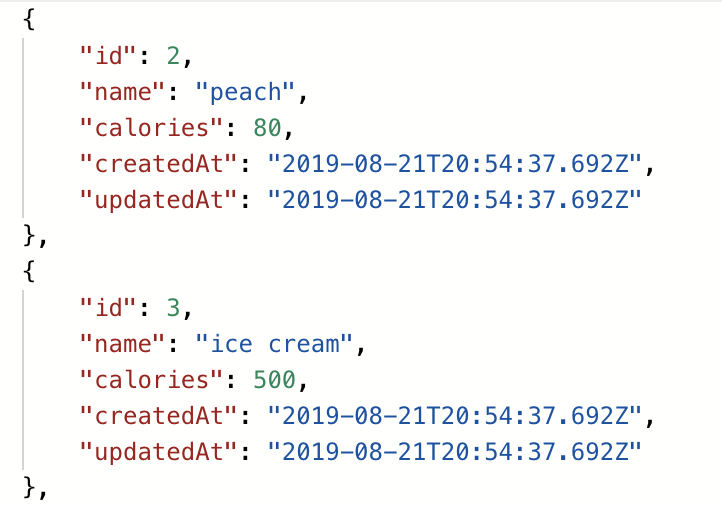 {
"id": 2,
"name": "peach",
"calories": 80,
"createdAt": "2019-08-21T20:54:37.692Z",
"updatedAt": "2019-08-21T20:54:37.692Z"
},
{
"id": 3,
"name": "ice cream",
"calories": 500,
"createdAt": "2019-08-21T20:54:37.692Z",
"updatedAt": "2019-08-21T20:54:37.692Z"
},